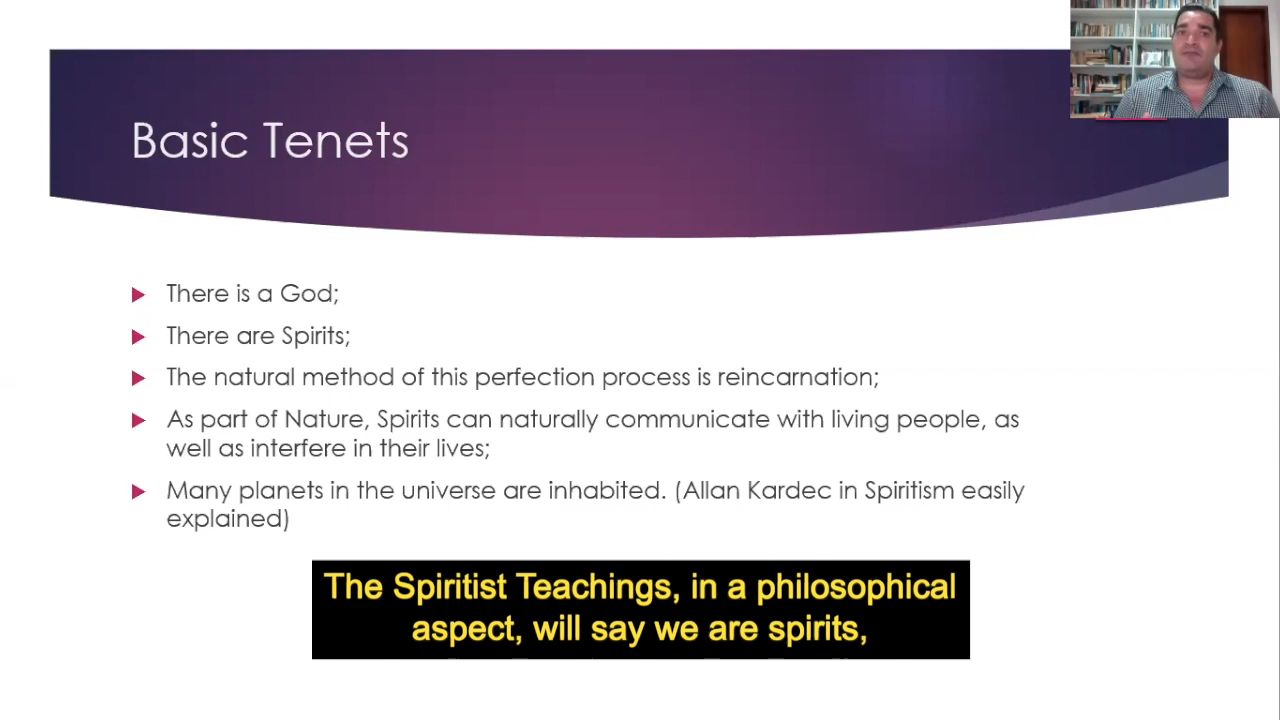 Basic Tenets
There is a God;
There are Spirits;
The natural method of this perfection process is reincarnation;
As part of Nature, Spirits can naturally communicate with living people, as
well as interfere in their lives;
Many planets in the universe are inhabited. (Allan Kardec in Spiritism easily
explained)
The Spiritist Teachings, in a philosophical
aspect, will say we are spirits,